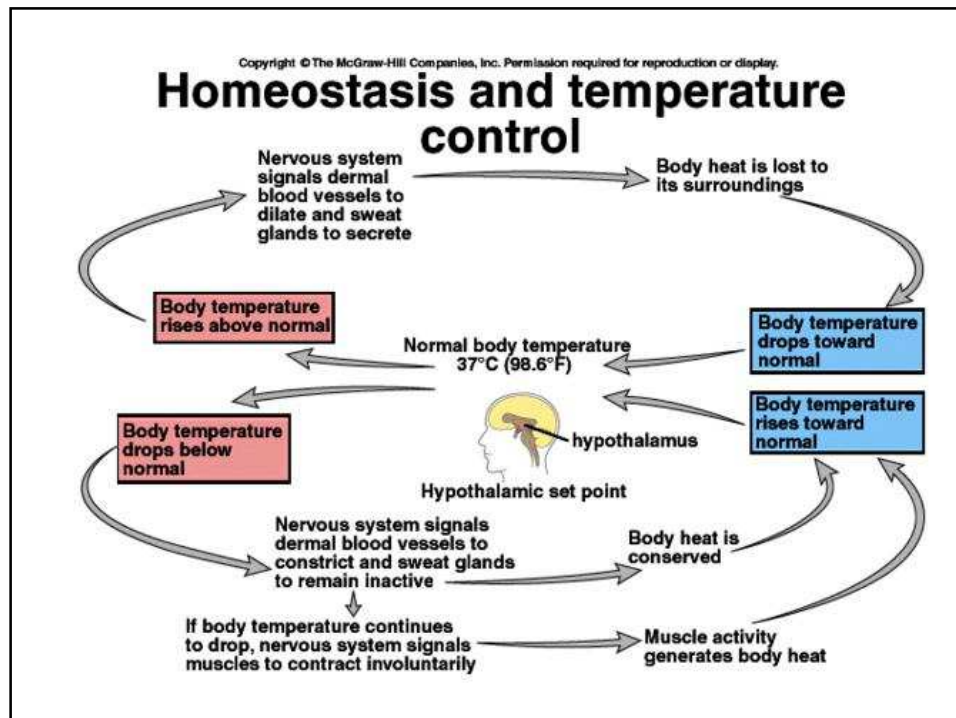 Copyright © The McGraw-Hill Companies, Inc. Permission required for reproduction or display.
Homeostasis and temperature
control
Nervous system
signals dermal
blood vessels to
dilate and sweat
glands to secrete
Body heat is lost to
its surroundings
Body temperature
rises above normal
Normal body temperature
37°C (98.6°F)
Body temperature
drops toward
normal
Body temperature
drops below
normal
hypothalamus
Hypothalamic set point
Body temperature
rises toward
normal
Nervous system signals
dermal blood vessels to
constrict and sweat glands
to remain inactive
Body heat is
conserved
If body temperature continues
to drop, nervous system signals
muscles to contract involuntarily
Muscle activity
generates body heat